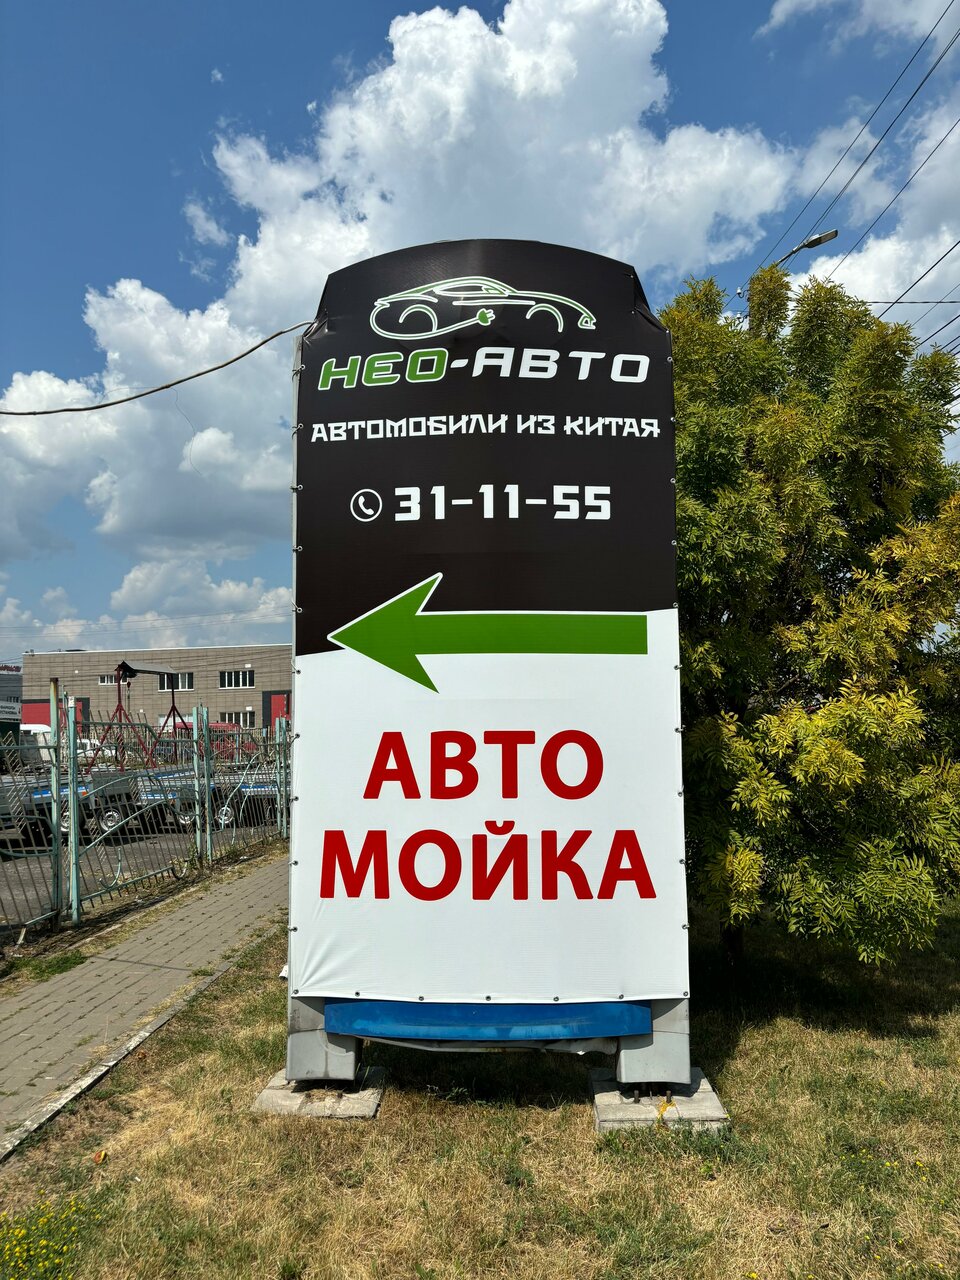 НЕО-АВТО
АВТОМОБИЛИ ИЗ КИТАЯ
31-11-55
АВТО
МОЙКА